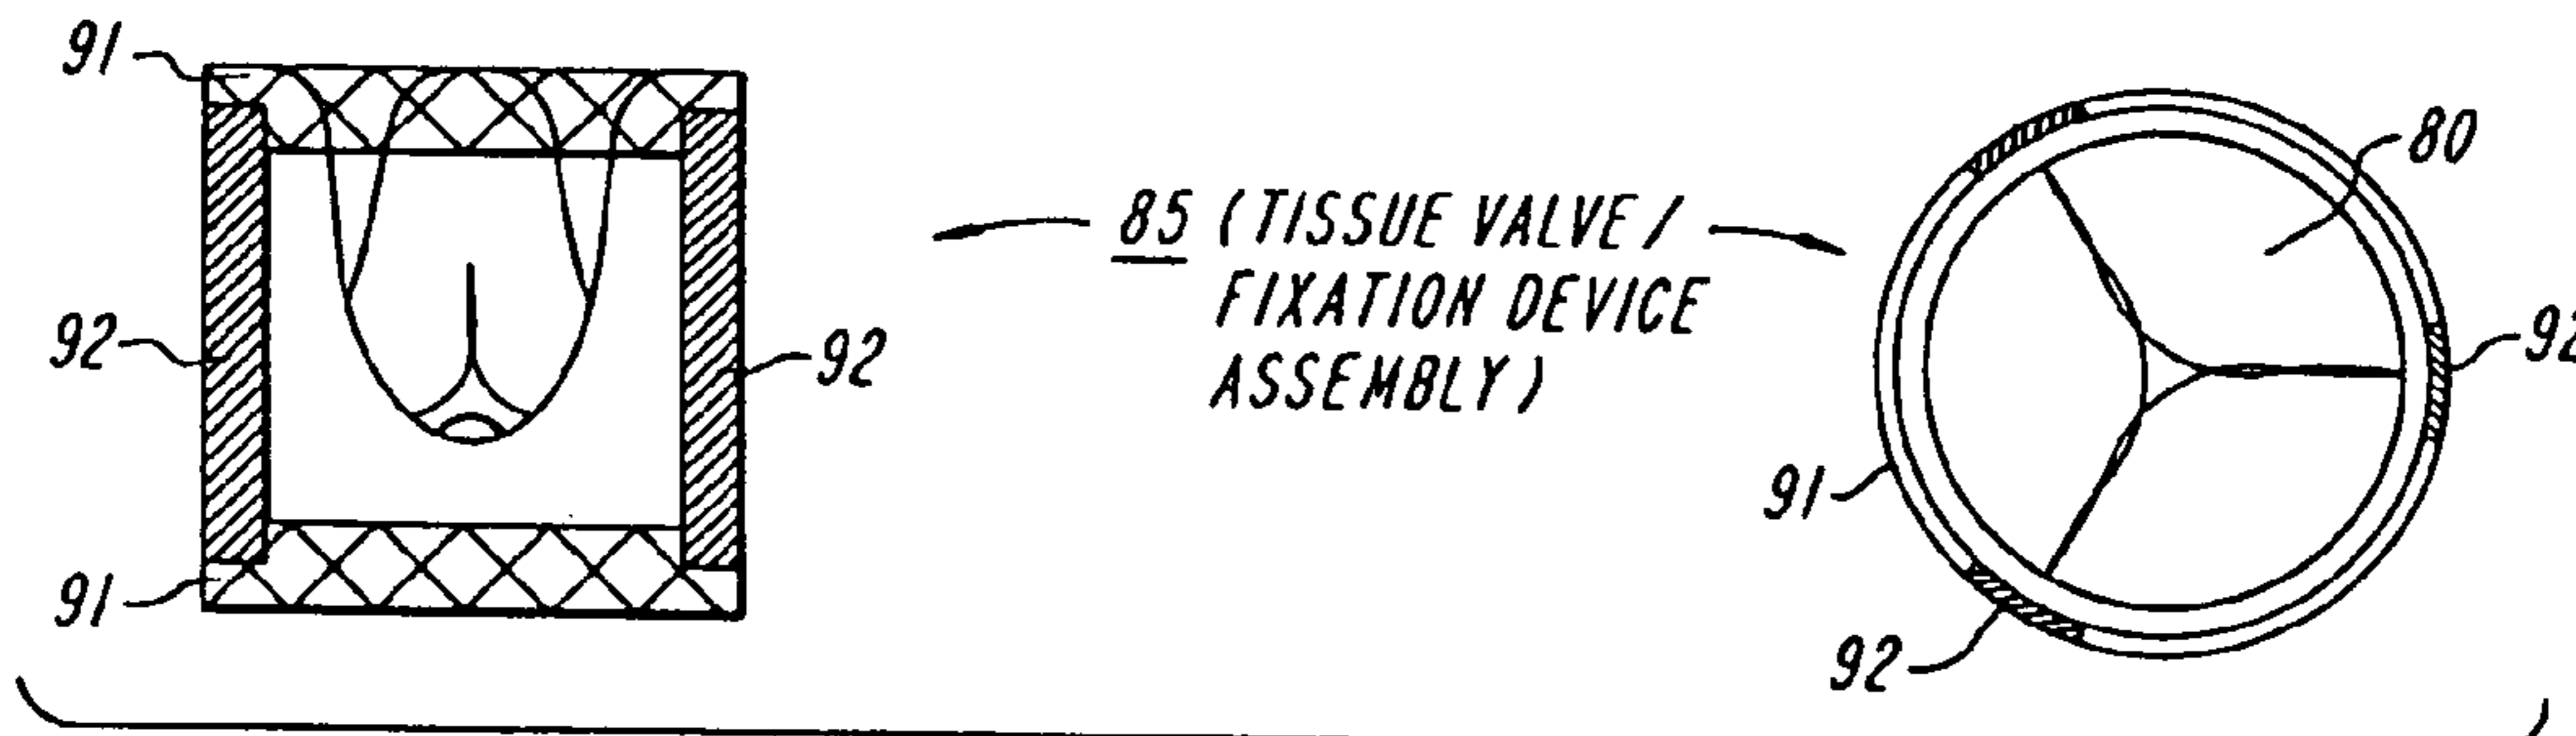 91
92
91
92
85 (TISSUE VALVE/
FIXATION DEVICE
ASSEMBLY)
80
92
91
92